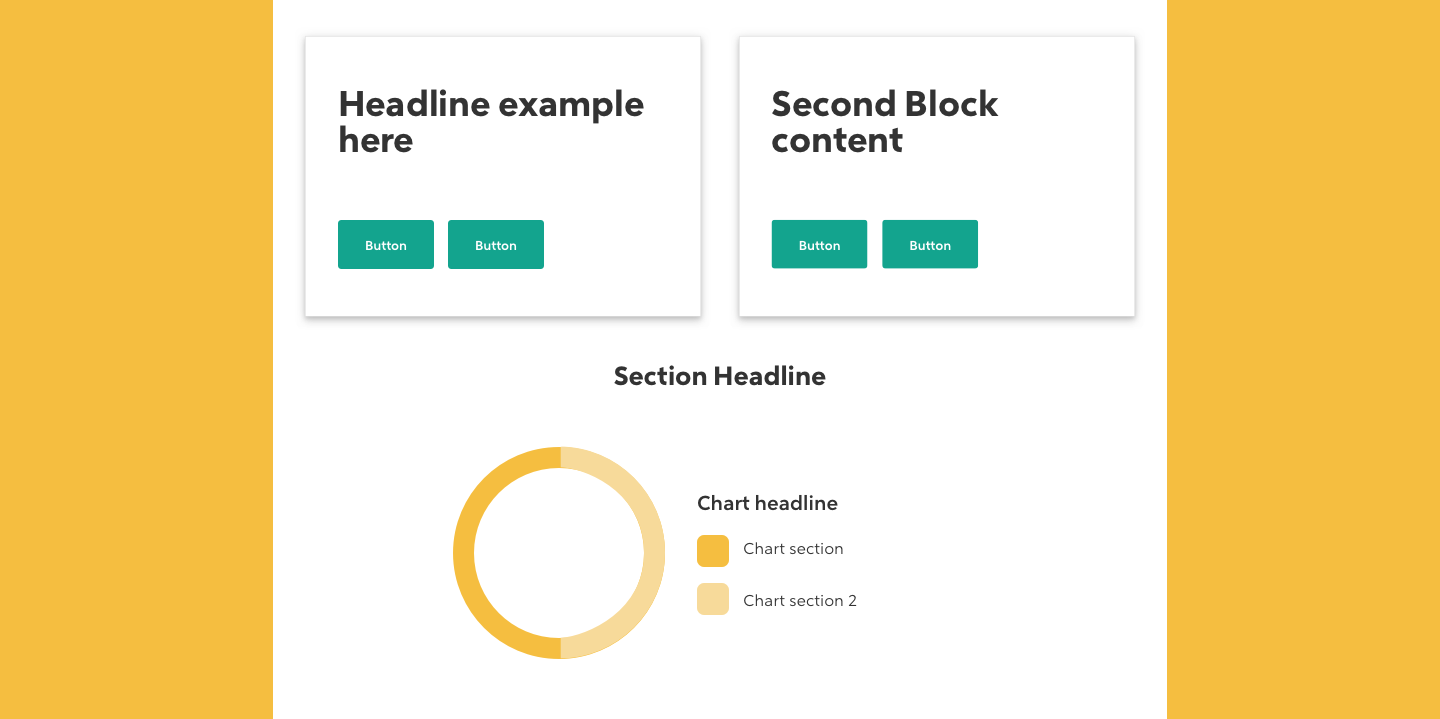 Headline example
here
Button
Button
Second Block
content
Button
Button
Section Headline
Chart headline
Chart section
Chart section 2